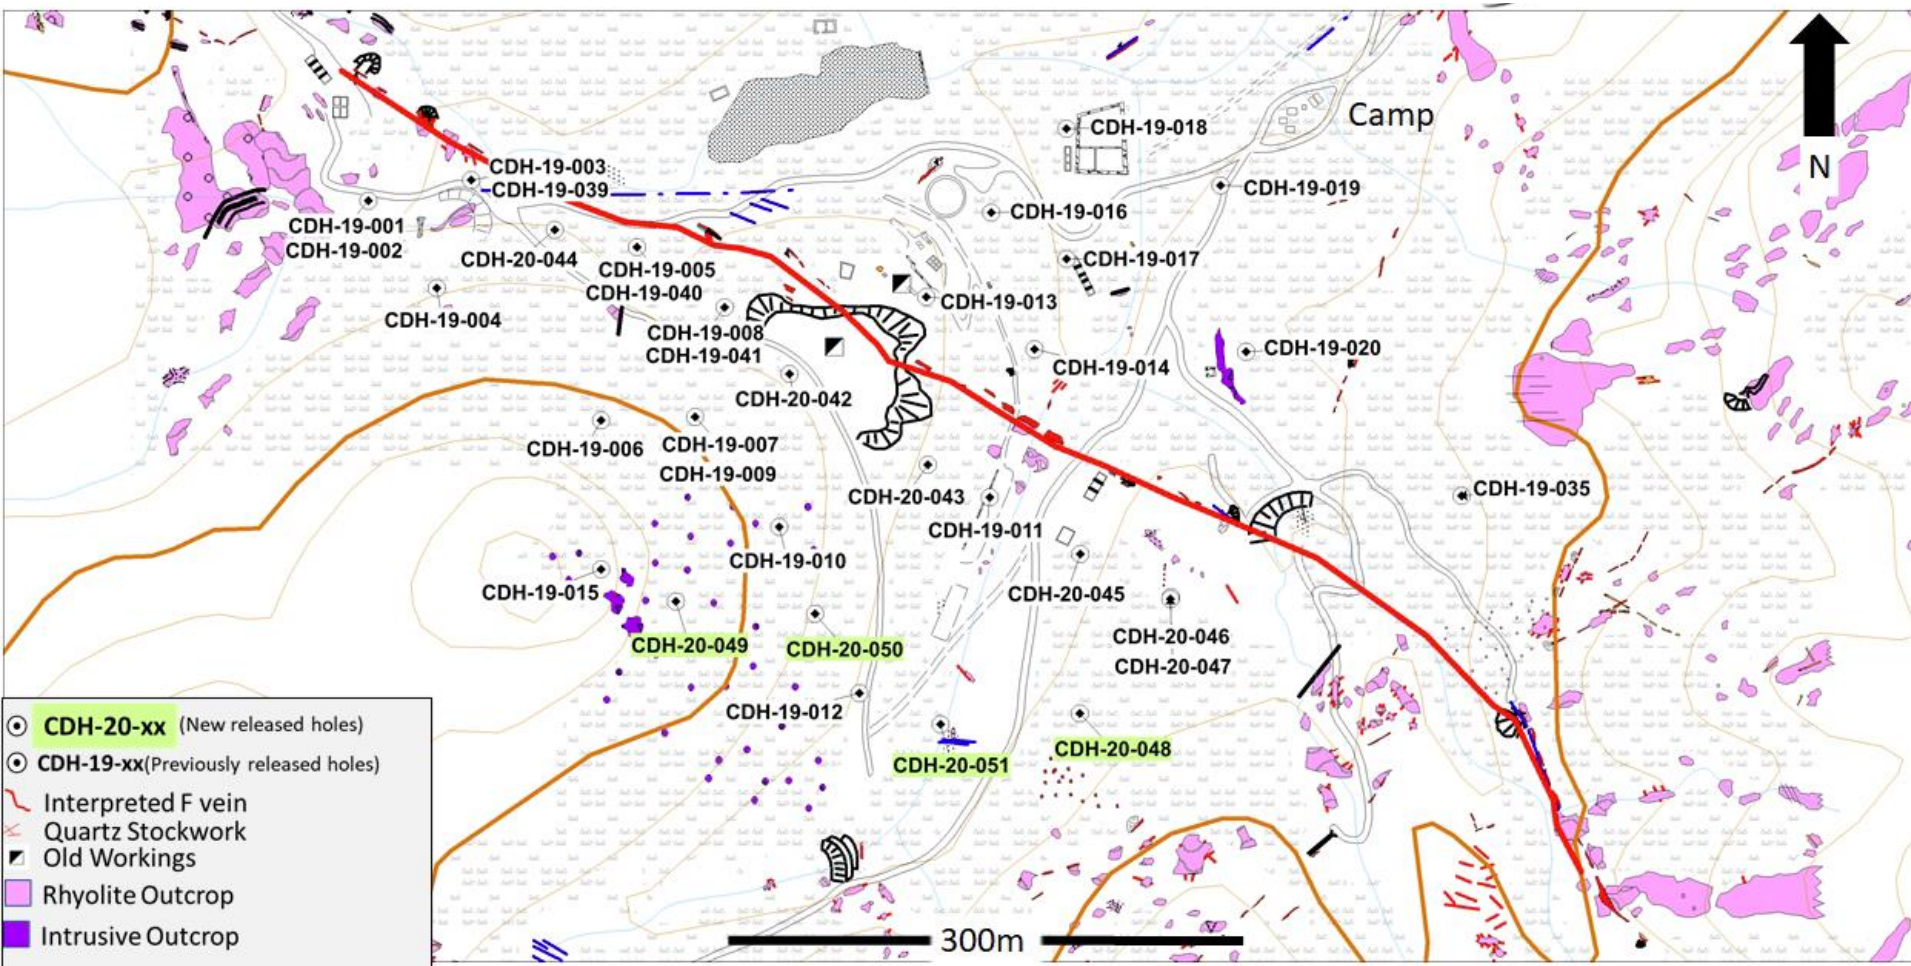 Camp
N
CDH-19-018
CDH-19-003
CDH-19-039
CDH-19-019
CDH-19-016
CDH-19-001
CDH-19-002
CDH-20-044
CDH-19-005
CDH-19-040
CDH-19-017
CDH-19-013
CDH-19-004
CDH-19-008
CDH-19-041
CDH-19-020
CDH-19-014
CDH-20-042
CDH-19-006
CDH-19-007
CDH-19-009
CDH-20-043
CDH-19-035
CDH-19-011
CDH-19-010
CDH-19-015
CDH-20-045
CDH-20-046
CDH-20-047
CDH-20-049
CDH-20-050
CDH-19-012
CDH-20-051
CDH-20-048
CDH-20-xx (New released holes)
CDH-19-xx(Previously released holes)
Interpreted F vein
Quartz Stockwork
Old Workings
Rhyolite Outcrop
Intrusive Outcrop
300m